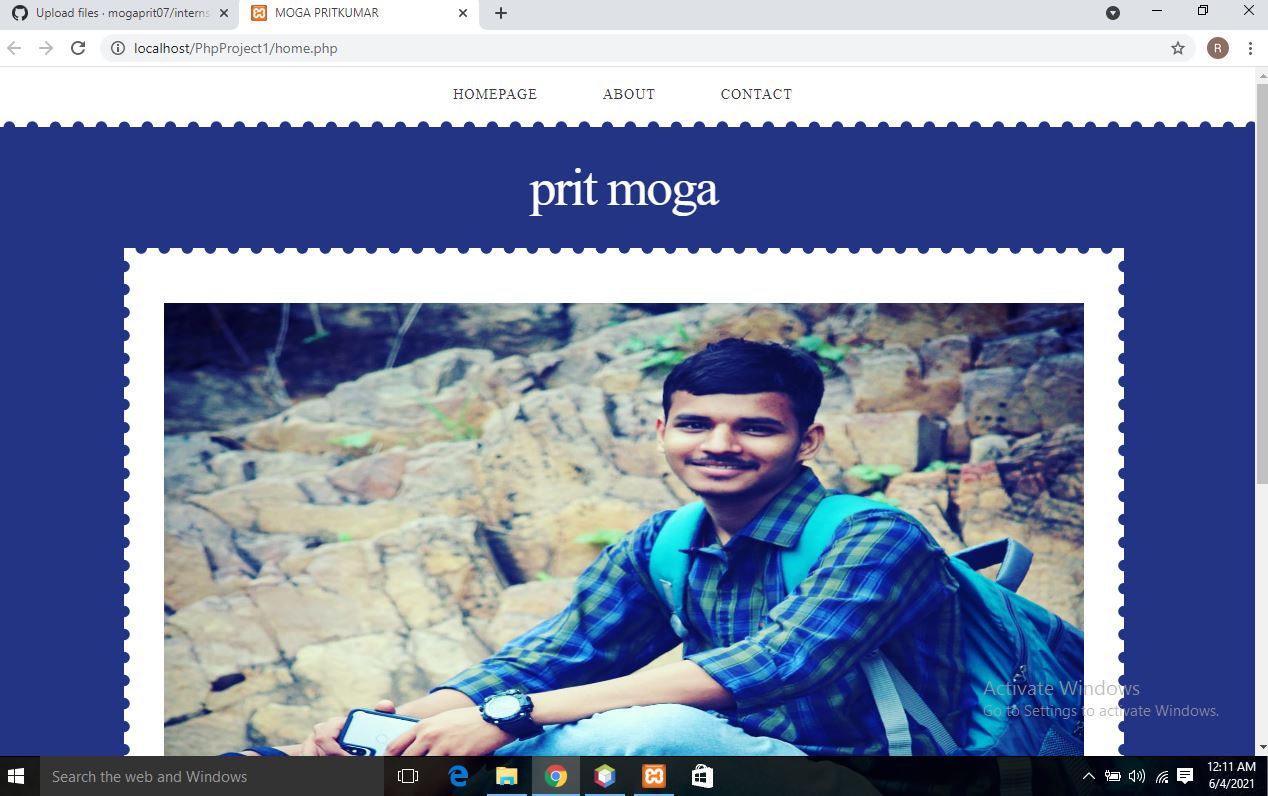 Upload files · mogaprit07/interns
MOGA PRITKUMAR
localhost/PhpProject1/home.php
R
HOMEPAGE ABOUT CONTACT
prit moga
Activate Windows
Go to Settings to activate Windows.
Search the web and Windows
12:11 AM
6/4/2021